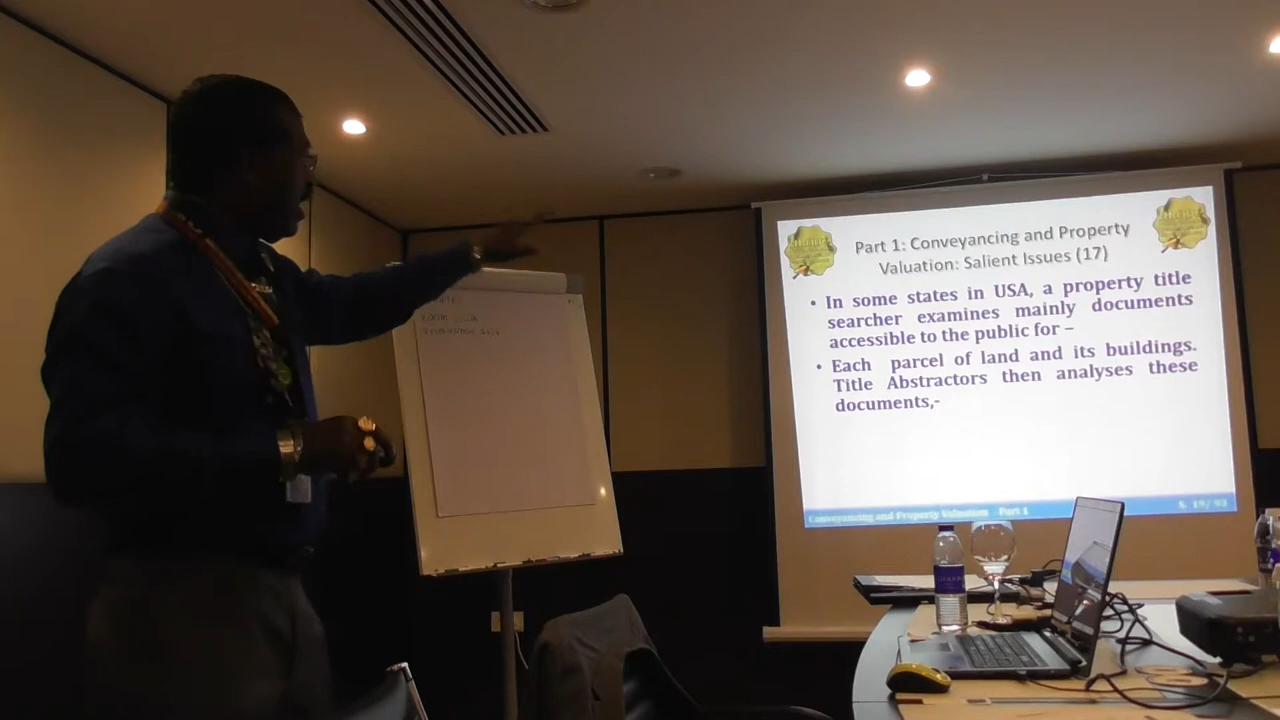 Part 1: Conveyancing and Property
Valuation: Salient Issues (17)
• In some states in USA, a property title
searcher examines mainly documents
accessible to the public for –
• Each parcel of land and its buildings.
Title Abstractors then analyses these
documents,-
Conveyancing and Property Valuation Part 1